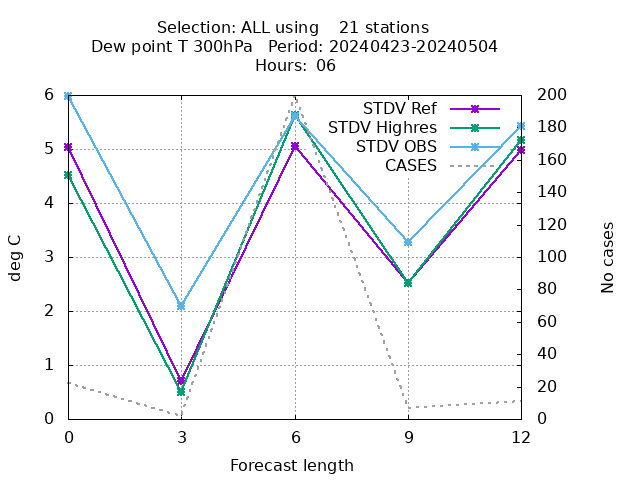 Selection: ALL using    21 stations
Dew point T 300hPa   Period: 20240423-20240504
Hours:  06
STDV Ref
STDV Highres
STDV OBS
CASES
deg C
6
5
4
3
2
1
0
200
180
160
140
120
100
80
60
40
20
0
No cases
0 3 6 9 12
Forecast length